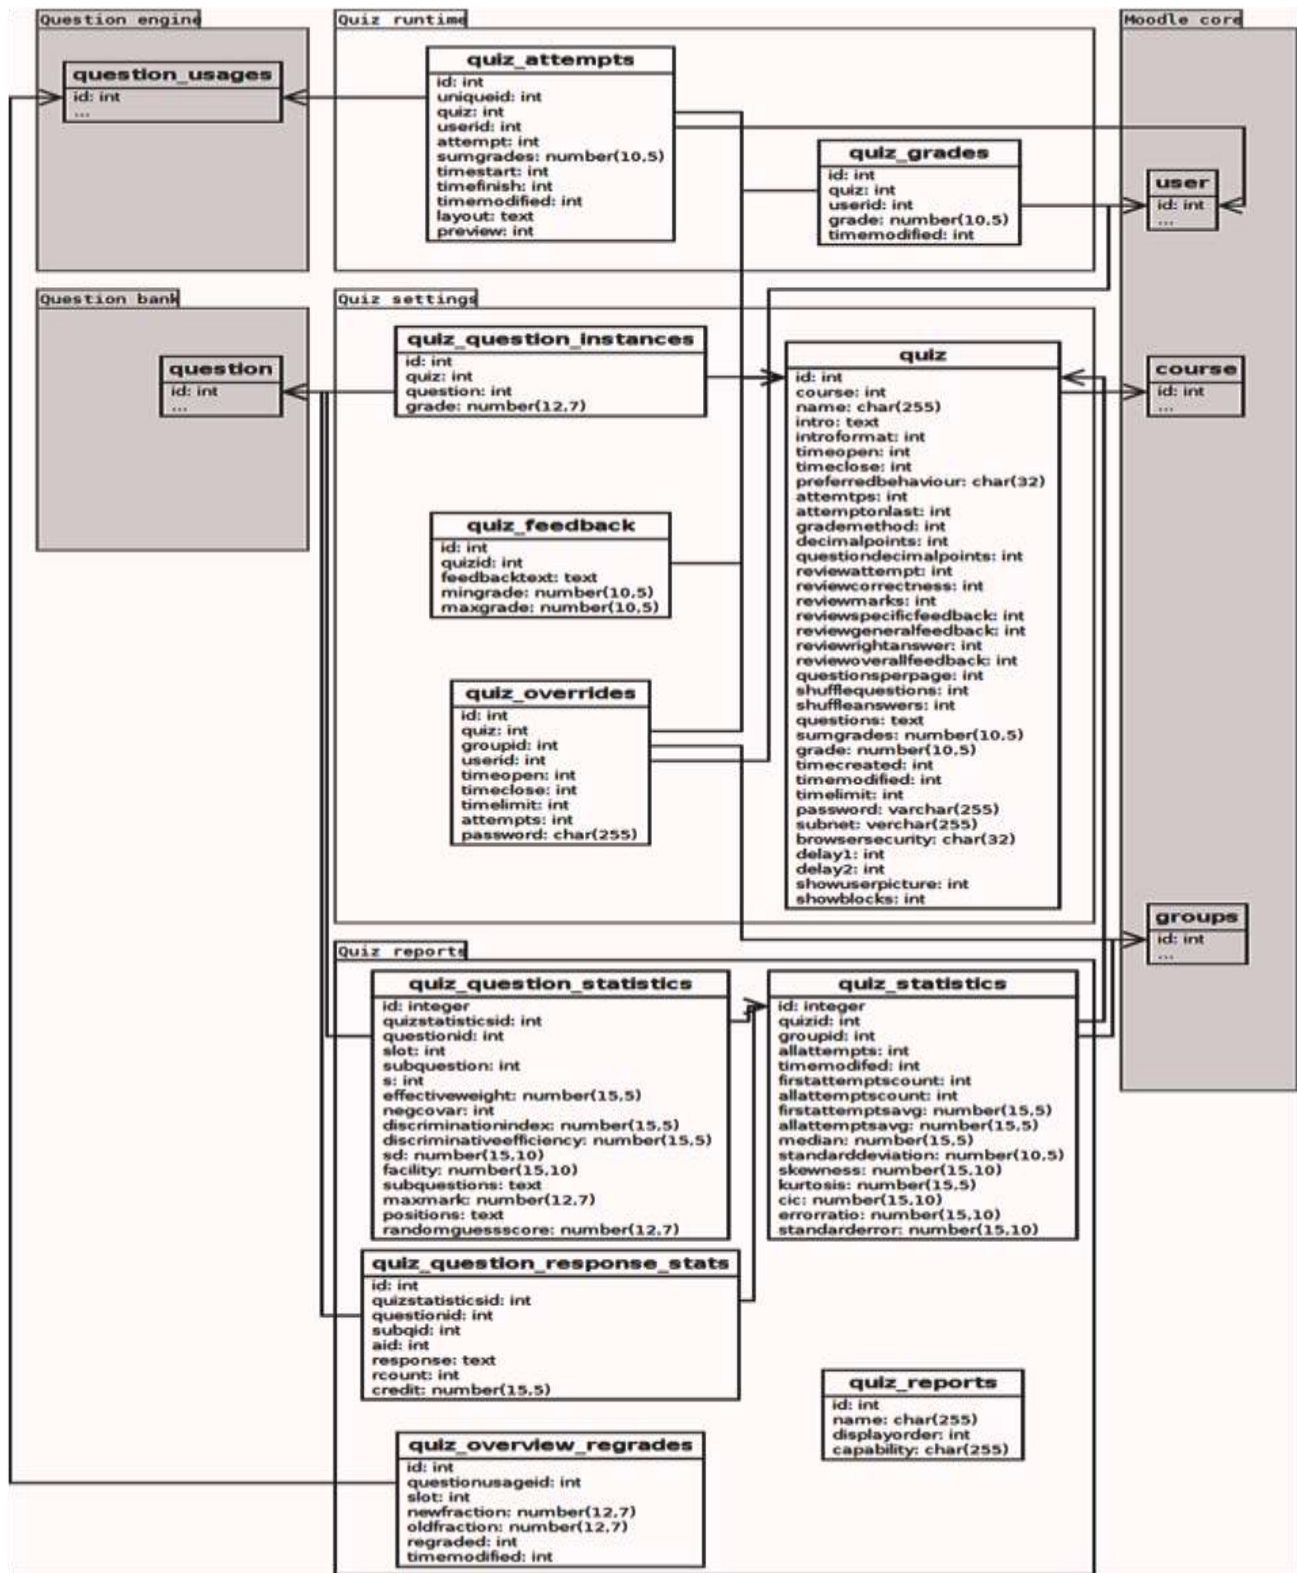 Question engine
question_usages
id: int
...
Quiz runtime
quiz_attempts
id: int
uniqueid: int
quiz: int
userid: int
attempt: int
sumgrades: number(10,5)
timestart: int
timefinish: int
timemodified: int
layout: text
preview: int
quiz_grades
id: int
quiz: int
userid: int
grade: number(10,5)
timemodified: int
Moodle core
user
id: int
...
Question bank
question
id: int
...
Quiz settings
quiz_question_instances
id: int
quiz: int
question: int
grade: number(12,7)
quiz_feedback
id: int
quizid: int
feedbacktext: text
mingrade: number(10,5)
maxgrade: number(10,5)
quiz_overrides
id: int
quiz: int
groupid: int
userid: int
timeopen: int
timeclose: int
timelimit: int
attempts: int
password: char(255)
quiz
id: int
course: int
name: char(255)
intro: text
introformat: int
timeopen: int
timeclose: int
preferredbehaviour: char(32)
attemtps: int
attemptonlast: int
grademethod: int
decimalpoints: int
questiondecimalpoints: int
reviewattempt: int
reviewcorrectness: int
reviewmarks: int
reviewspecificfeedback: int
reviewgeneralfeedback: int
reviewrightanswer: int
reviewoverallfeedback: int
questionsperpage: int
shufflequestions: int
shuffleanswers: int
questions: text
sumgrades: number(10,5)
grade: number(10,5)
timecreated: int
timemodified: int
timelimit: int
password: varchar(255)
subnet: verchar(255)
browsersecurity: char(32)
delay1: int
delay2: int
showuserpicture: int
showblocks: int
course
id: int
...
groups
id: int
...
Quiz reports
quiz_question_statistics
id: integer
quizstatisticsid: int
questionid: int
slot: int
subquestion: int
s: int
effectiveweight: number(15,5)
negcovar: int
discriminationindex: number(15,5)
discriminativeefficiency: number(15,5)
sd: number(15,10)
facility: number(15,10)
subquestions: text
maxmark: number(12,7)
positions: text
randomguessscore: number(12,7)
quiz_statistics
id: integer
quizid: int
groupid: int
allattempts: int
timemodifed: int
firstattemptscount: int
allattemptscount: int
firstattemptsavg: number(15,5)
allattemptsavg: number(15,5)
median: number(15,5)
standarddeviation: number(10,5)
skewness: number(15,10)
kurtosis: number(15,5)
cic: number(15,10)
errorratio: number(15,10)
standarderror: number(15,10)
quiz_question_response_stats
id: int
quizstatisticsid: int
questionid: int
subqid: int
aid: int
response: text
rcount: int
credit: number(15,5)
quiz_reports
id: int
name: char(255)
displayorder: int
capability: char(255)
quiz_overview_regrades
id: int
questionusageid: int
slot: int
newfraction: number(12,7)
oldfraction: number(12,7)
regraded: int
timemodified: int